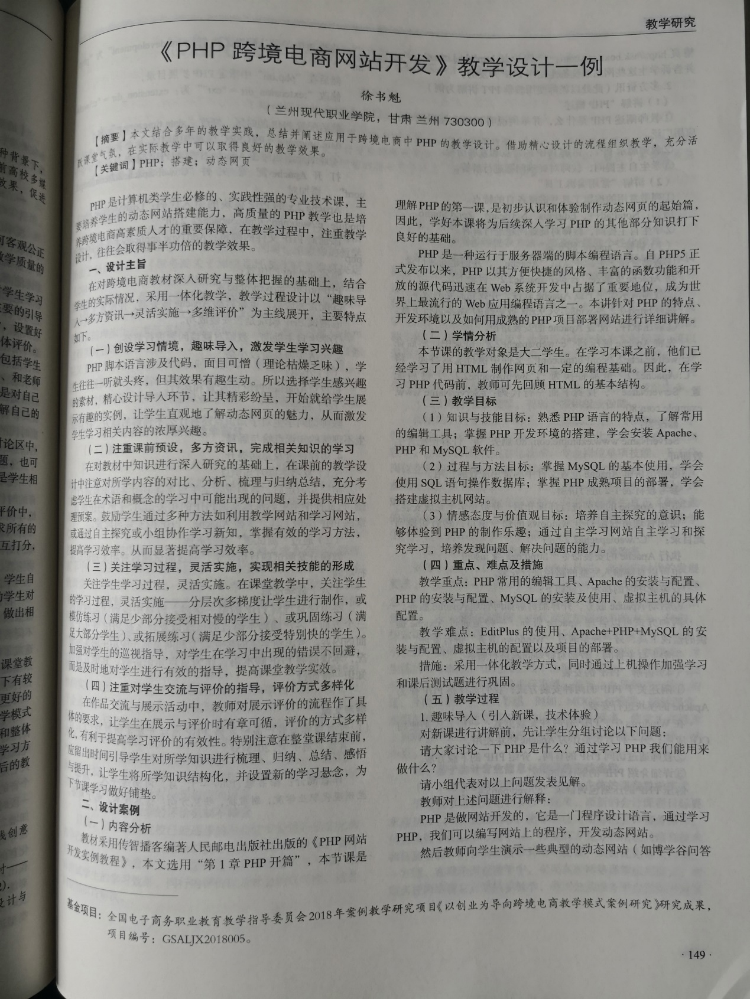 教学研究
《PHP 跨境电商网站开发》教学设计一例
徐书魁
（兰州现代职业学院，甘肃 兰州 730300）
【摘要】本文结合多年的教学实践，总结并阐述应用于跨境电商中 PHP 的教学设计。借助精心设计的流程组织教学，充分活
跃课堂气氛，在实际教学中可以取得良好的教学效果。
【关键词】PHP；搭建；动态网页
PHP 是计算机类学生必修的、实践性强的专业技术课，主
要培养学生的动态网站搭建能力，高质量的 PHP 教学也是培
养跨境电商高素质人才的重要保障，在教学过程中，注重教学
设计，往往会取得事半功倍的教学效果。
一、设计主旨
在对跨境电商教材深入研究与整体把握的基础上，结合
学生的实际情况，采用一体化教学，教学过程设计以“趣味导
入→多方资讯→灵活实施→多维评价”为主线展开，主要特点
如下。
（一）创设学习情境，趣味导入，激发学生学习兴趣
PHP 脚本语言涉及代码，面目可憎（理论枯燥乏味），学
生往往一听就头疼，但其效果有趣生动。所以选择学生感兴趣
的素材，精心设计导入环节，让其精彩纷呈，开始就给学生展
示有趣的实例，让学生直观地了解动态网页的魅力，从而激发
学生学习相关内容的浓厚兴趣。
（二）注重课前预设，多方资讯，完成相关知识的学习
在对教材中知识进行深入研究的基础上，在课前的教学设
计中注意对所学内容的对比、分析、梳理与归纳总结，充分考
虑学生在术语和概念的学习中可能出现的问题，并提供相应处
理预案。鼓励学生通过多种方法如利用教学网站和学习网站，
或通过自主探究或小组协作学习新知，掌握有效的学习方法，
提高学习效率。从而显著提高学习效率。
（三）关注学习过程，灵活实施，实现相关技能的形成
关注学生学习过程，灵活实施。在课堂教学中，关注学生
的学习过程，灵活实施——分层次多梯度让学生进行制作，或
模仿练习（满足少部分接受相对慢的学生）、或巩固练习（满
足大部分学生）、或拓展练习（满足少部分接受特别快的学生）。
加强对学生的巡视指导，对学生在学习中出现的错误不回避，
而是及时地对学生进行有效的指导，提高课堂教学实效。
（四）注重对学生交流与评价的指导，评价方式多样化
在作品交流与展示活动中，教师对展示评价的流程作了具
体的要求，让学生在展示与评价时有章可循，评价的方式多样
化，有利于提高学习评价的有效性。特别注意在整堂课结束前，
应留出时间引导学生对所学知识进行梳理、归纳、总结、感悟
与提升，让学生将所学知识结构化，并设置新的学习悬念，为
下节课学习做好铺垫。
二、设计案例
（一）内容分析
教材采用传智播客编著人民邮电出版社出版的《PHP 网站
开发实例教程》，本文选用“第 1 章 PHP 开篇”，本节课是
理解 PHP 的第一课，是初步认识和体验制作动态网页的起始篇，
因此，学好本课将为后续深入学习 PHP 的其他部分知识打下
良好的基础。
PHP 是一种运行于服务器端的脚本编程语言。自 PHP5 正
式发布以来，PHP 以其方便快捷的风格、丰富的函数功能和开
放的源代码迅速在 Web 系统开发中占据了重要地位，成为世
界上最流行的 Web 应用编程语言之一。本讲针对 PHP 的特点、
开发环境以及如何用成熟的 PHP 项目部署网站进行详细讲解。
（二）学情分析
本节课的教学对象是大二学生。在学习本课之前，他们已
经学习了用 HTML 制作网页和一定的编程基础。因此，在学
习 PHP 代码前，教师可先回顾 HTML 的基本结构。
（三）教学目标
（1）知识与技能目标：熟悉 PHP 语言的特点，了解常用
的编辑工具；掌握 PHP 开发环境的搭建，学会安装 Apache、
PHP 和 MySQL 软件。
（2）过程与方法目标：掌握 MySQL 的基本使用，学会
使用 SQL 语句操作数据库；掌握 PHP 成熟项目的部署，学会
搭建虚拟主机网站。
（3）情感态度与价值观目标：培养自主探究的意识；能
够体验到 PHP 的制作乐趣；通过自主学习网站自主学习和探
究学习，培养发现问题、解决问题的能力。
（四）重点、难点及措施
教学重点：PHP 常用的编辑工具、Apache 的安装与配置、
PHP 的安装与配置、MySQL 的安装及使用、虚拟主机的具体
配置。
教学难点：EditPlus 的使用、Apache+PHP+MySQL 的安
装与配置、虚拟主机的配置以及项目的部署。
措施：采用一体化教学方式，同时通过上机操作加强学习
和课后测试题进行巩固。
（五）教学过程
1. 趣味导入（引入新课，技术体验）
对新课进行讲解前，先让学生分组讨论以下问题：
请大家讨论一下 PHP 是什么？通过学习 PHP 我们能用来
做什么？
请小组代表对以上问题发表见解。
教师对上述问题进行解释：
PHP 是做网站开发的，它是一门程序设计语言，通过学习
PHP，我们可以编写网站上的程序，开发动态网站。
然后教师向学生演示一些典型的动态网站（如博学谷问答
基金项目：全国电子商务职业教育教学指导委员会2018年案例教学研究项目《以创业为导向跨境电商教学模式案例研究》研究成果，
项目编号：GSALJX2018005。
·149·